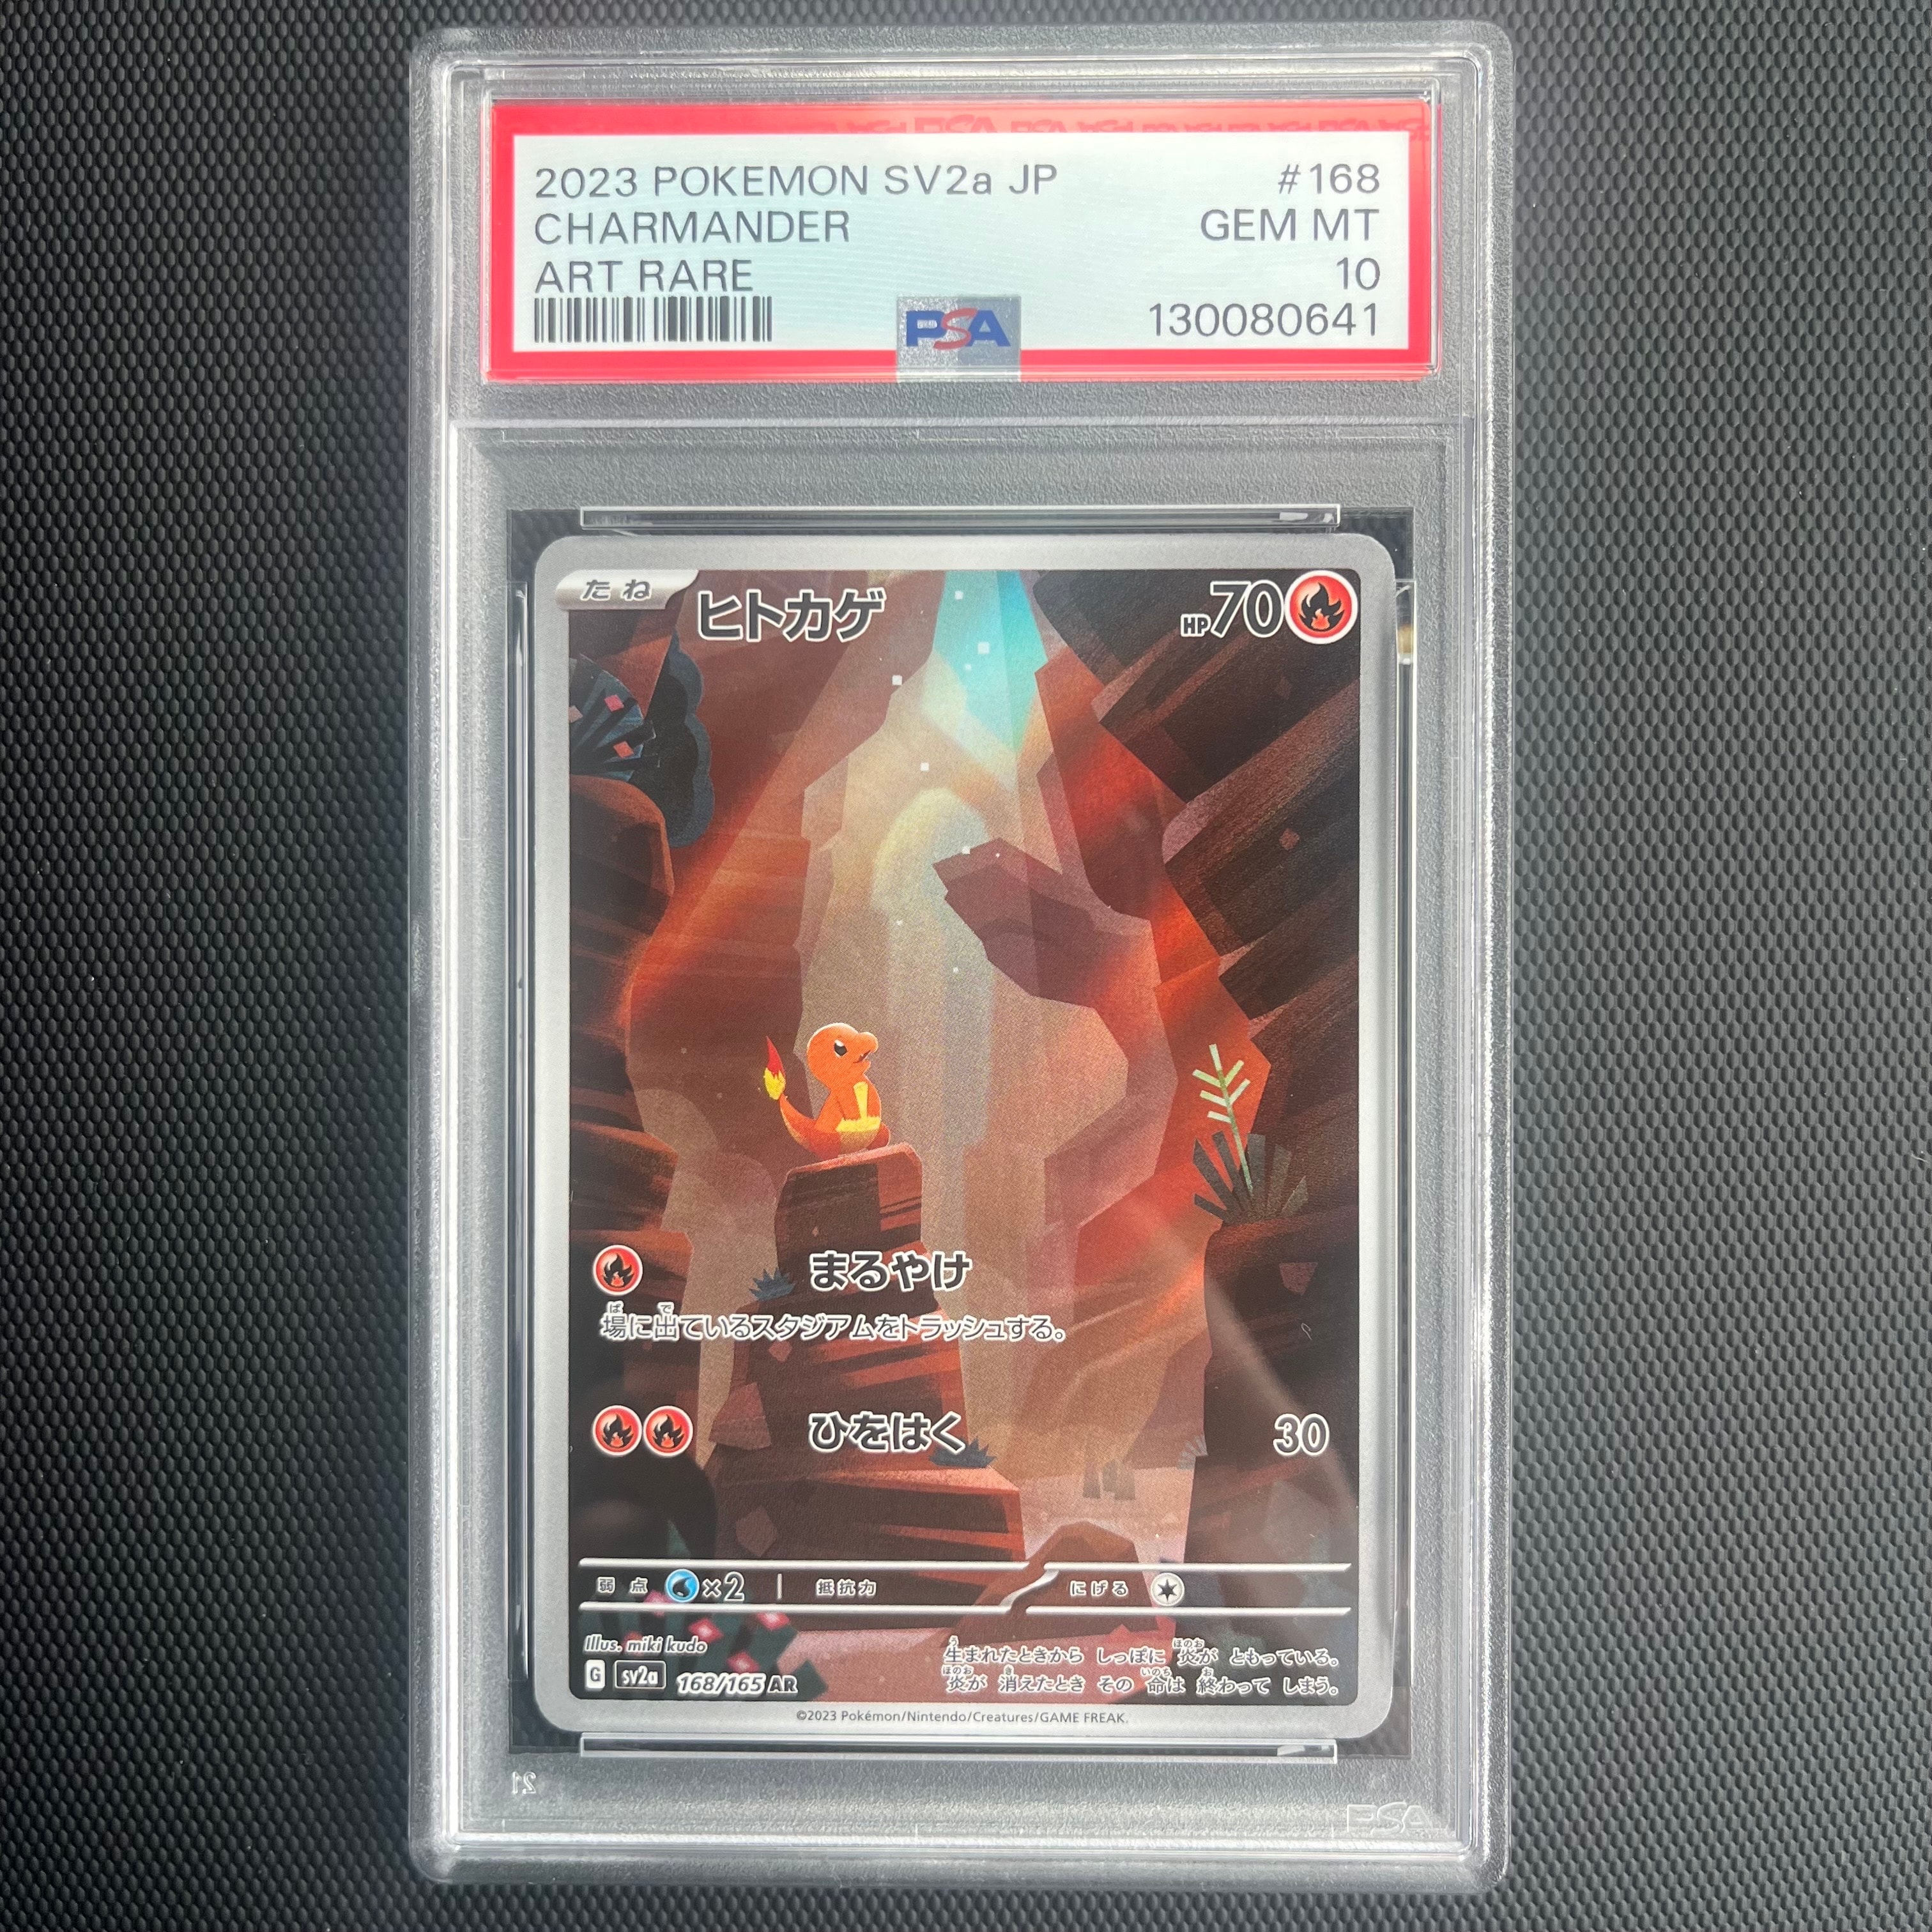 2023 POKEMON SV2a JP #168
CHARMANDER GEM MT
ART RARE 10
PSA 130080641
たね ヒトカゲ HP70
まるやけ
場に出ているスタジアムをトラッシュする。
ひをはく 30
弱点 ×2 抵抗力 にげる
Illus. miki kudo
生まれたときから しっぽに 炎が ともっている。
炎が 消えたとき その 命は 終わって しまう。
G sv2a 168/165 AR
©2023 Pokémon/Nintendo/Creatures/GAME FREAK.
21
PSA